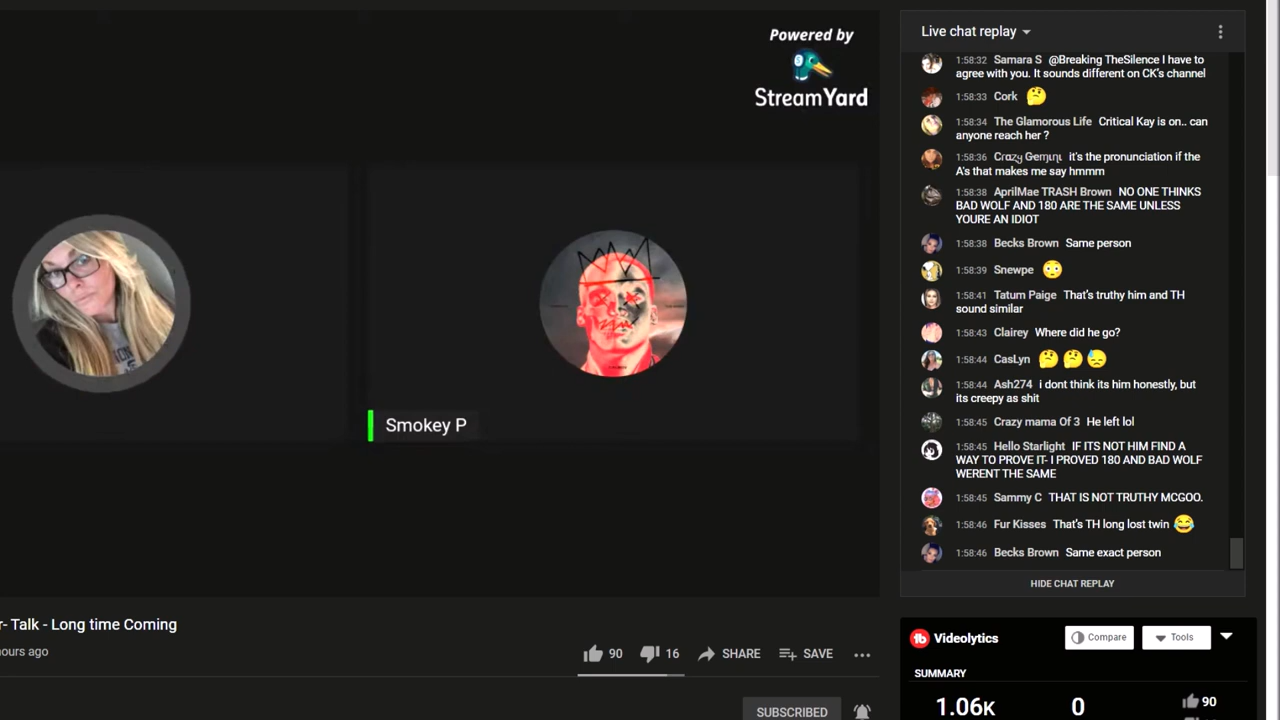 Powered by
StreamYard
Smokey P
r- Talk - Long time Coming
ours ago
90
16
SHARE
SAVE
SUBSCRIBED
Live chat replay
1:58:32 Samara S @Breaking TheSilence I have to
agree with you. It sounds different on CK's channel
1:58:33 Cork
1:58:34 The Glamorous Life Critical Kay is on.. can
anyone reach her ?
1:58:36 Crαzy Gemιnι it's the pronunciation if the
A's that makes me say hmmm
1:58:38 AprilMae TRASH Brown NO ONE THINKS
BAD WOLF AND 180 ARE THE SAME UNLESS
YOURE AN IDIOT
1:58:38 Becks Brown Same person
1:58:39 Snewpe
1:58:41 Tatum Paige That's truthy him and TH
sound similar
1:58:43 Clairey Where did he go?
1:58:44 CasLyn
1:58:44 Ash274 i dont think its him honestly, but
its creepy as shit
1:58:45 Crazy mama Of 3 He left lol
1:58:45 Hello Starlight IF ITS NOT HIM FIND A
WAY TO PROVE IT- I PROVED 180 AND BAD WOLF
WERENT THE SAME
1:58:45 Sammy C THAT IS NOT TRUTHY MCGOO.
1:58:46 Fur Kisses That's TH long lost twin
1:58:46 Becks Brown Same exact person
HIDE CHAT REPLAY
Videolytics
Compare
Tools
SUMMARY
1.06K
0
90